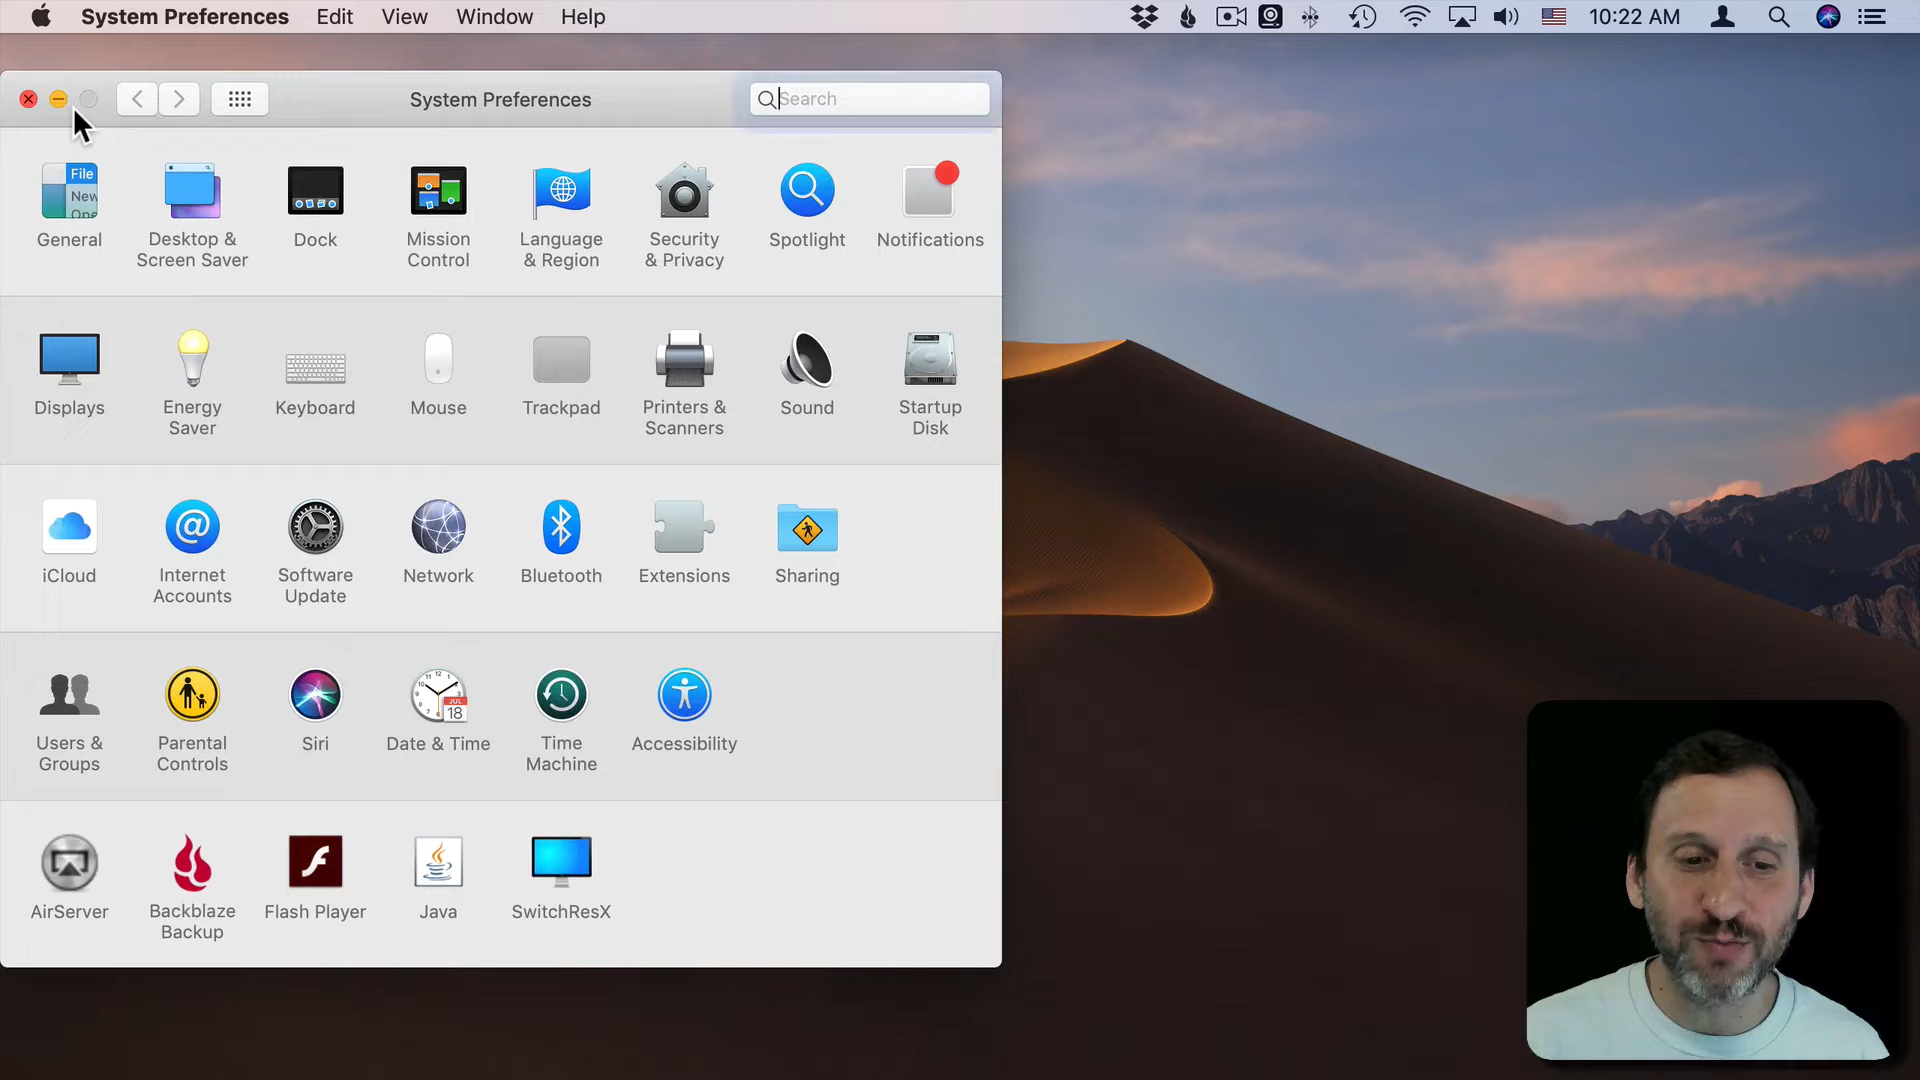 System Preferences Edit View Window Help 10:22 AM
System Preferences Search
File
New
Ope
General Desktop & Screen Saver Dock Mission Control Language & Region Security & Privacy Spotlight Notifications
Displays Energy Saver Keyboard Mouse Trackpad Printers & Scanners Sound Startup Disk
iCloud Internet Accounts Software Update Network Bluetooth Extensions Sharing
JUL
18
Users & Groups Parental Controls Siri Date & Time Time Machine Accessibility
AirServer Backblaze Backup Flash Player Java SwitchResX